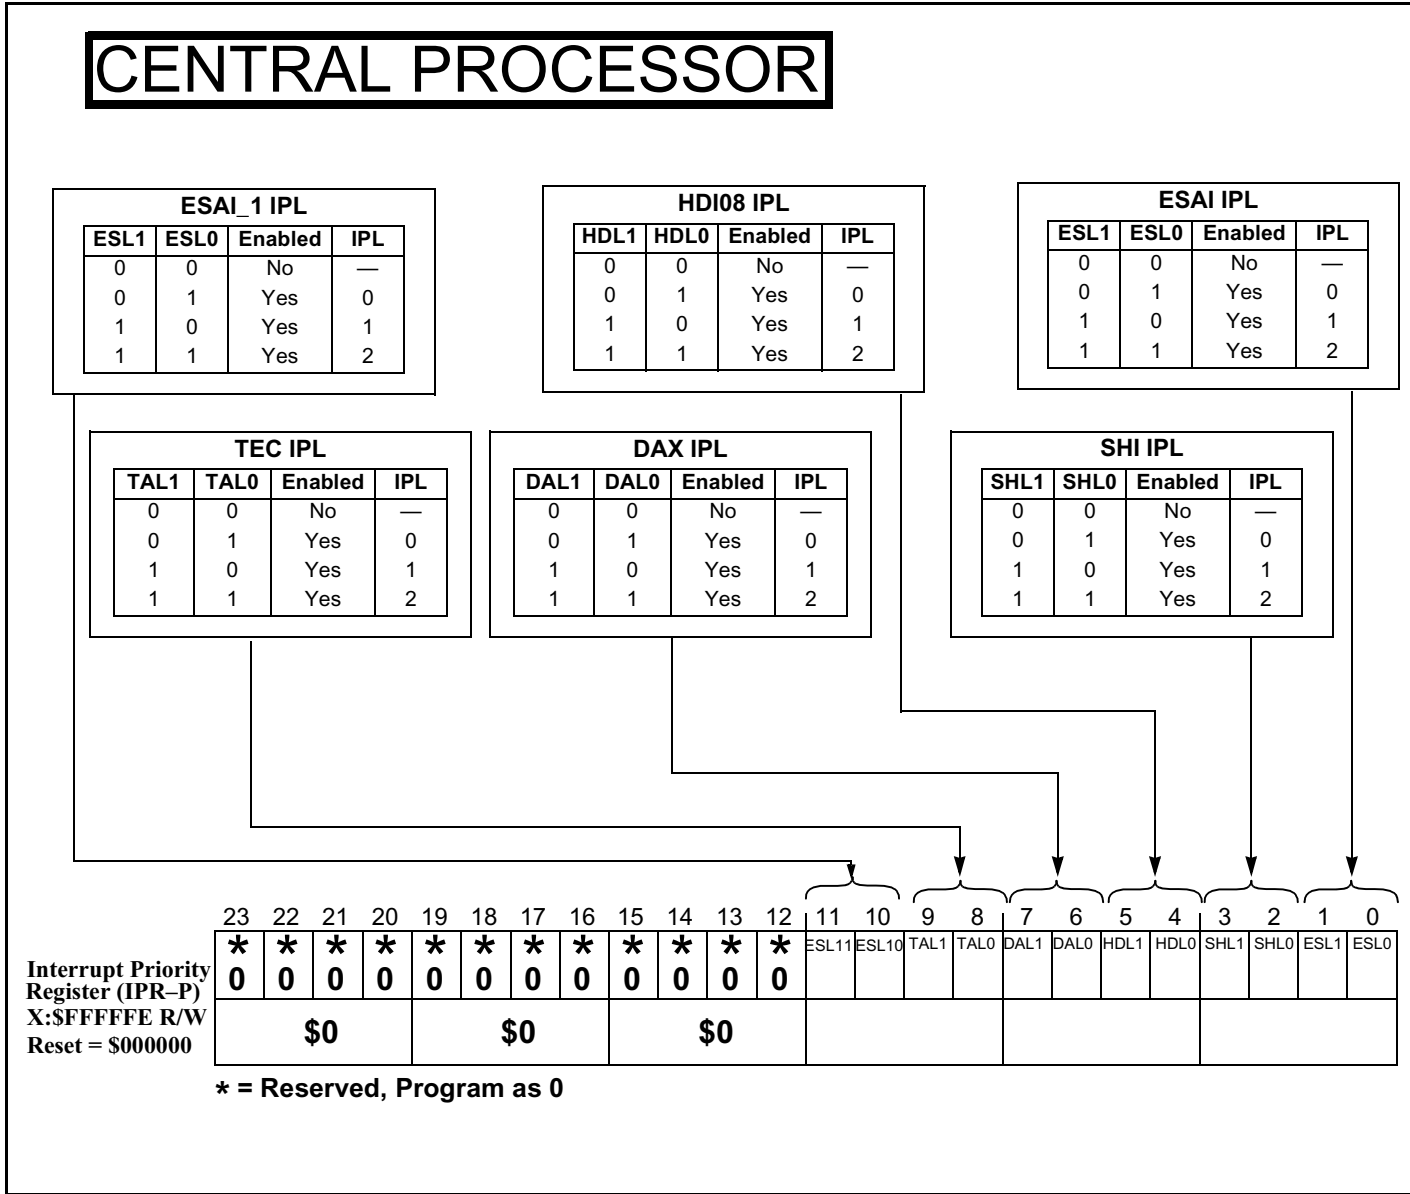 CENTRAL PROCESSOR
ESAI_1 IPL
ESL1 ESL0 Enabled IPL
0 0 No —
0 1 Yes 0
1 0 Yes 1
1 1 Yes 2
HDI08 IPL
HDL1 HDL0 Enabled IPL
0 0 No —
0 1 Yes 0
1 0 Yes 1
1 1 Yes 2
ESAI IPL
ESL1 ESL0 Enabled IPL
0 0 No —
0 1 Yes 0
1 0 Yes 1
1 1 Yes 2
TEC IPL
TAL1 TAL0 Enabled IPL
0 0 No —
0 1 Yes 0
1 0 Yes 1
1 1 Yes 2
DAX IPL
DAL1 DAL0 Enabled IPL
0 0 No —
0 1 Yes 0
1 0 Yes 1
1 1 Yes 2
SHI IPL
SHL1 SHL0 Enabled IPL
0 0 No —
0 1 Yes 0
1 0 Yes 1
1 1 Yes 2
23 22 21 20 19 18 17 16 15 14 13 12 11 10 9 8 7 6 5 4 3 2 1 0
* * * * * * * * * * * * ESL11 ESL10 TAL1 TAL0 DAL1 DAL0 HDL1 HDL0 SHL1 SHL0 ESL1 ESL0
0 0 0 0 0 0 0 0 0 0 0 0
Interrupt Priority
Register (IPR–P)
X:$FFFFFE R/W
Reset = $000000
$0 $0 $0
* = Reserved, Program as 0